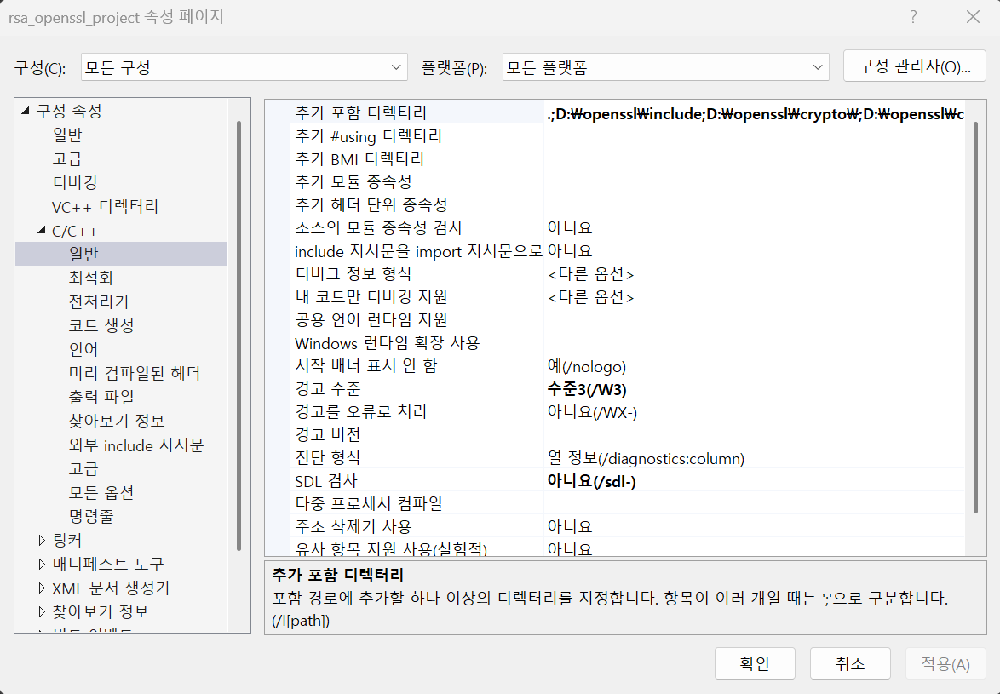 rsa_openssl_project 속성 페이지
?
구성(C): 모든 구성 플랫폼(P): 모든 플랫폼 구성 관리자(O)...
구성 속성
일반
고급
디버깅
VC++ 디렉터리
C/C++
일반
최적화
전처리기
코드 생성
언어
미리 컴파일된 헤더
출력 파일
찾아보기 정보
외부 include 지시문
고급
모든 옵션
명령줄
링커
매니페스트 도구
XML 문서 생성기
찾아보기 정보
추가 포함 디렉터리 .;D:₩openssl₩include;D:₩openssl₩crypto₩;D:₩openssl₩c
추가 #using 디렉터리
추가 BMI 디렉터리
추가 모듈 종속성
추가 헤더 단위 종속성
소스의 모듈 종속성 검사 아니요
include 지시문을 import 지시문으로 아니요
디버그 정보 형식 <다른 옵션>
내 코드만 디버깅 지원 <다른 옵션>
공용 언어 런타임 지원
Windows 런타임 확장 사용
시작 배너 표시 안 함 예(/nologo)
경고 수준 수준3(/W3)
경고를 오류로 처리 아니요(/WX-)
경고 버전
진단 형식 열 정보(/diagnostics:column)
SDL 검사 아니요(/sdl-)
다중 프로세서 컴파일
주소 삭제기 사용 아니요
유사 항목 지원 사용(실험적) 아니요
추가 포함 디렉터리
포함 경로에 추가할 하나 이상의 디렉터리를 지정합니다. 항목이 여러 개일 때는 ';'으로 구분합니다.
(/I[path])
확인 취소 적용(A)